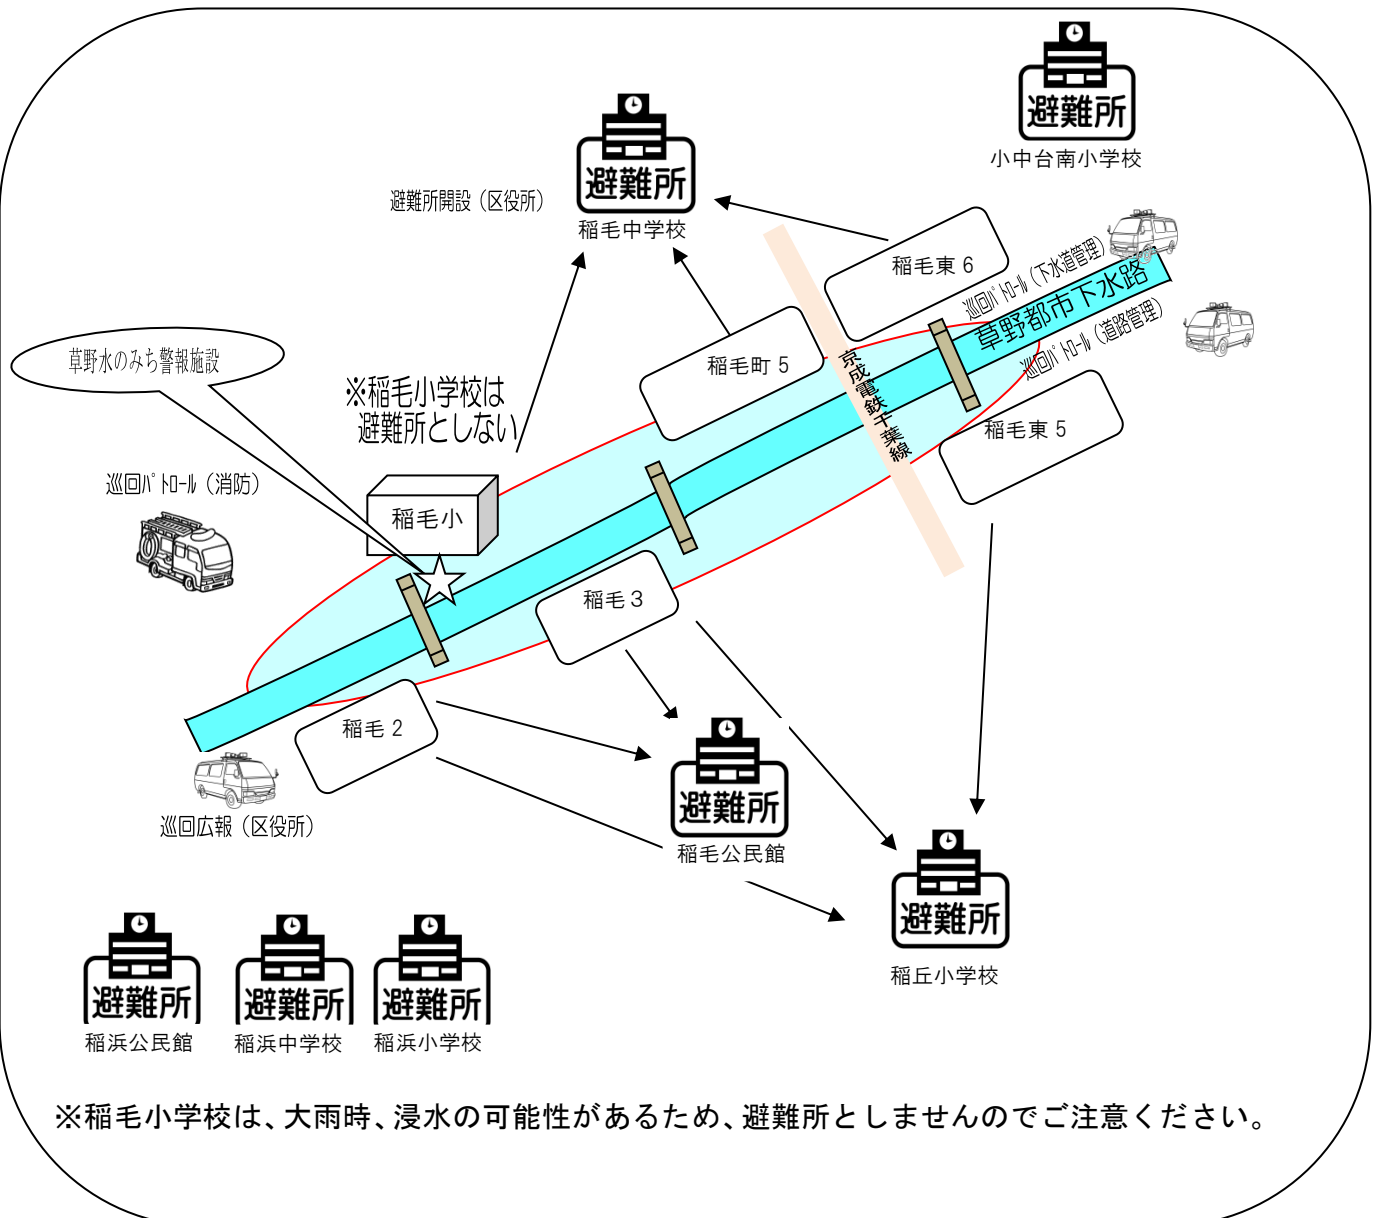 避難所
小中台南小学校
避難所
稲毛中学校
避難所開設（区役所）
稲毛東６
巡回ﾊﾟﾄﾛｰﾙ（下水道管理）
草野都市下水路
巡回ﾊﾟﾄﾛｰﾙ（道路管理）
草野水のみち警報施設
稲毛町５
京成電鉄千葉線
※稲毛小学校は
避難所としない
稲毛東５
巡回ﾊﾟﾄﾛｰﾙ（消防）
稲毛小
稲毛３
稲毛２
巡回広報（区役所）
避難所
稲毛公民館
避難所
稲丘小学校
避難所
稲浜公民館
避難所
稲浜中学校
避難所
稲浜小学校
※稲毛小学校は、大雨時、浸水の可能性があるため、避難所としませんのでご注意ください。